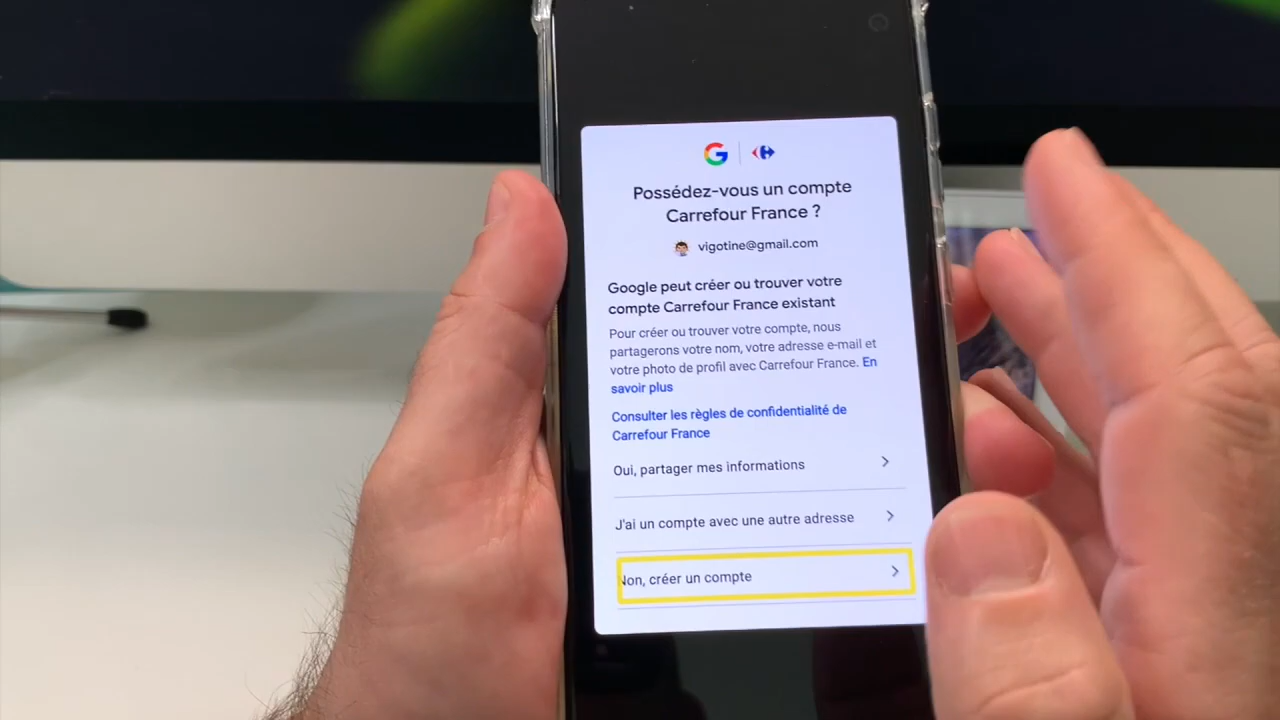 Possédez-vous un compte
Carrefour France ?
vigotine@gmail.com
Google peut créer ou trouver votre
compte Carrefour France existant
Pour créer ou trouver votre compte, nous
partagerons votre nom, votre adresse e-mail et
votre photo de profil avec Carrefour France. En
savoir plus
Consulter les règles de confidentialité de
Carrefour France
Oui, partager mes informations
J'ai un compte avec une autre adresse
Non, créer un compte